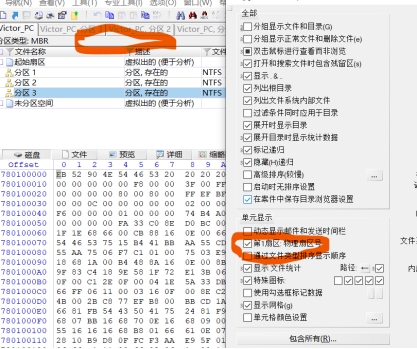 导航(N) 查看(V) 工具(T) 专业工具(I) 选项(O) 窗口(W) 帮助
Victor_PC Victor_PC, 分区 2 Victor_PC, 分区 1
分区类型: MBR
文件名称 描述
起始扇区 虚拟出的 (便于分析)
分区 1 分区, 存在的 NTFS
分区 2 分区, 存在的 NTFS
分区 3 分区, 存在的 NTFS
未分区空间 虚拟出的 (便于分析)
磁盘 文件 预览 详细 缩略
Offset 0 1 2 3 4 5 6 7 8 9 A
780100000 EB 52 90 4E 54 46 53 20 20 20 20
780100010 00 00 00 00 00 F8 00 00 3F 00 FF
780100020 00 00 00 00 80 00 80 00 FF EF BF
780100030 00 00 0C 00 00 00 00 00 02 00 00
780100040 F6 00 00 00 01 00 00 00 74 B4 A0
780100050 00 00 00 00 FA 33 C0 8E D0 BC 00
780100060 1F 1E 68 66 00 CB 88 16 0E 00 66
780100070 54 46 53 75 15 B4 41 BB AA 55 CD
780100080 55 AA 75 06 F7 C1 01 00 75 03 E9
780100090 18 68 1A 00 B4 48 8A 16 0E 00 8B
7801000A0 9F 83 C4 18 9E 58 1F 72 E1 3B 06
7801000B0 0F 00 C1 2E 0F 00 04 1E 5A 33 DB
7801000C0 66 FF 06 11 00 03 16 0F 00 8E C2
7801000D0 4B 00 2B C8 77 EF B8 00 BB CD 1A
7801000E0 66 81 FB 54 43 50 41 75 24 81 F9
7801000F0 68 07 BB 16 68 70 0E 16 68 09 00
780100100 55 16 16 16 68 B8 01 66 61 0E 07
780100110 28 10 B9 D8 0F FC F3 AA E9 5F 01
全部
分组显示文件和目录(G)
分组显示正常文件和删除文件(e)
双击鼠标进行查看而非浏览
打开和搜索文件时包含残留区(s)
显示 . &..
列出根目录
列出文件系统内部文件
过滤条件同时应用于目录
展开时显示目录
展开目录时显示统计数据
标记递归
隐藏(H)递归
高级排序(较慢) ...
启动时无排序设置
在案件中保存目录浏览器设置
单元显示
动态显示邮件和发送时间栏
第1扇区: 物理扇区号
通过文件类型排序显示顺序
显示 文件统计 路径:
特殊图标:
使用勾选框标记数据
显示网格(g)
单元格颜色设置 ...
包含所有(R)...